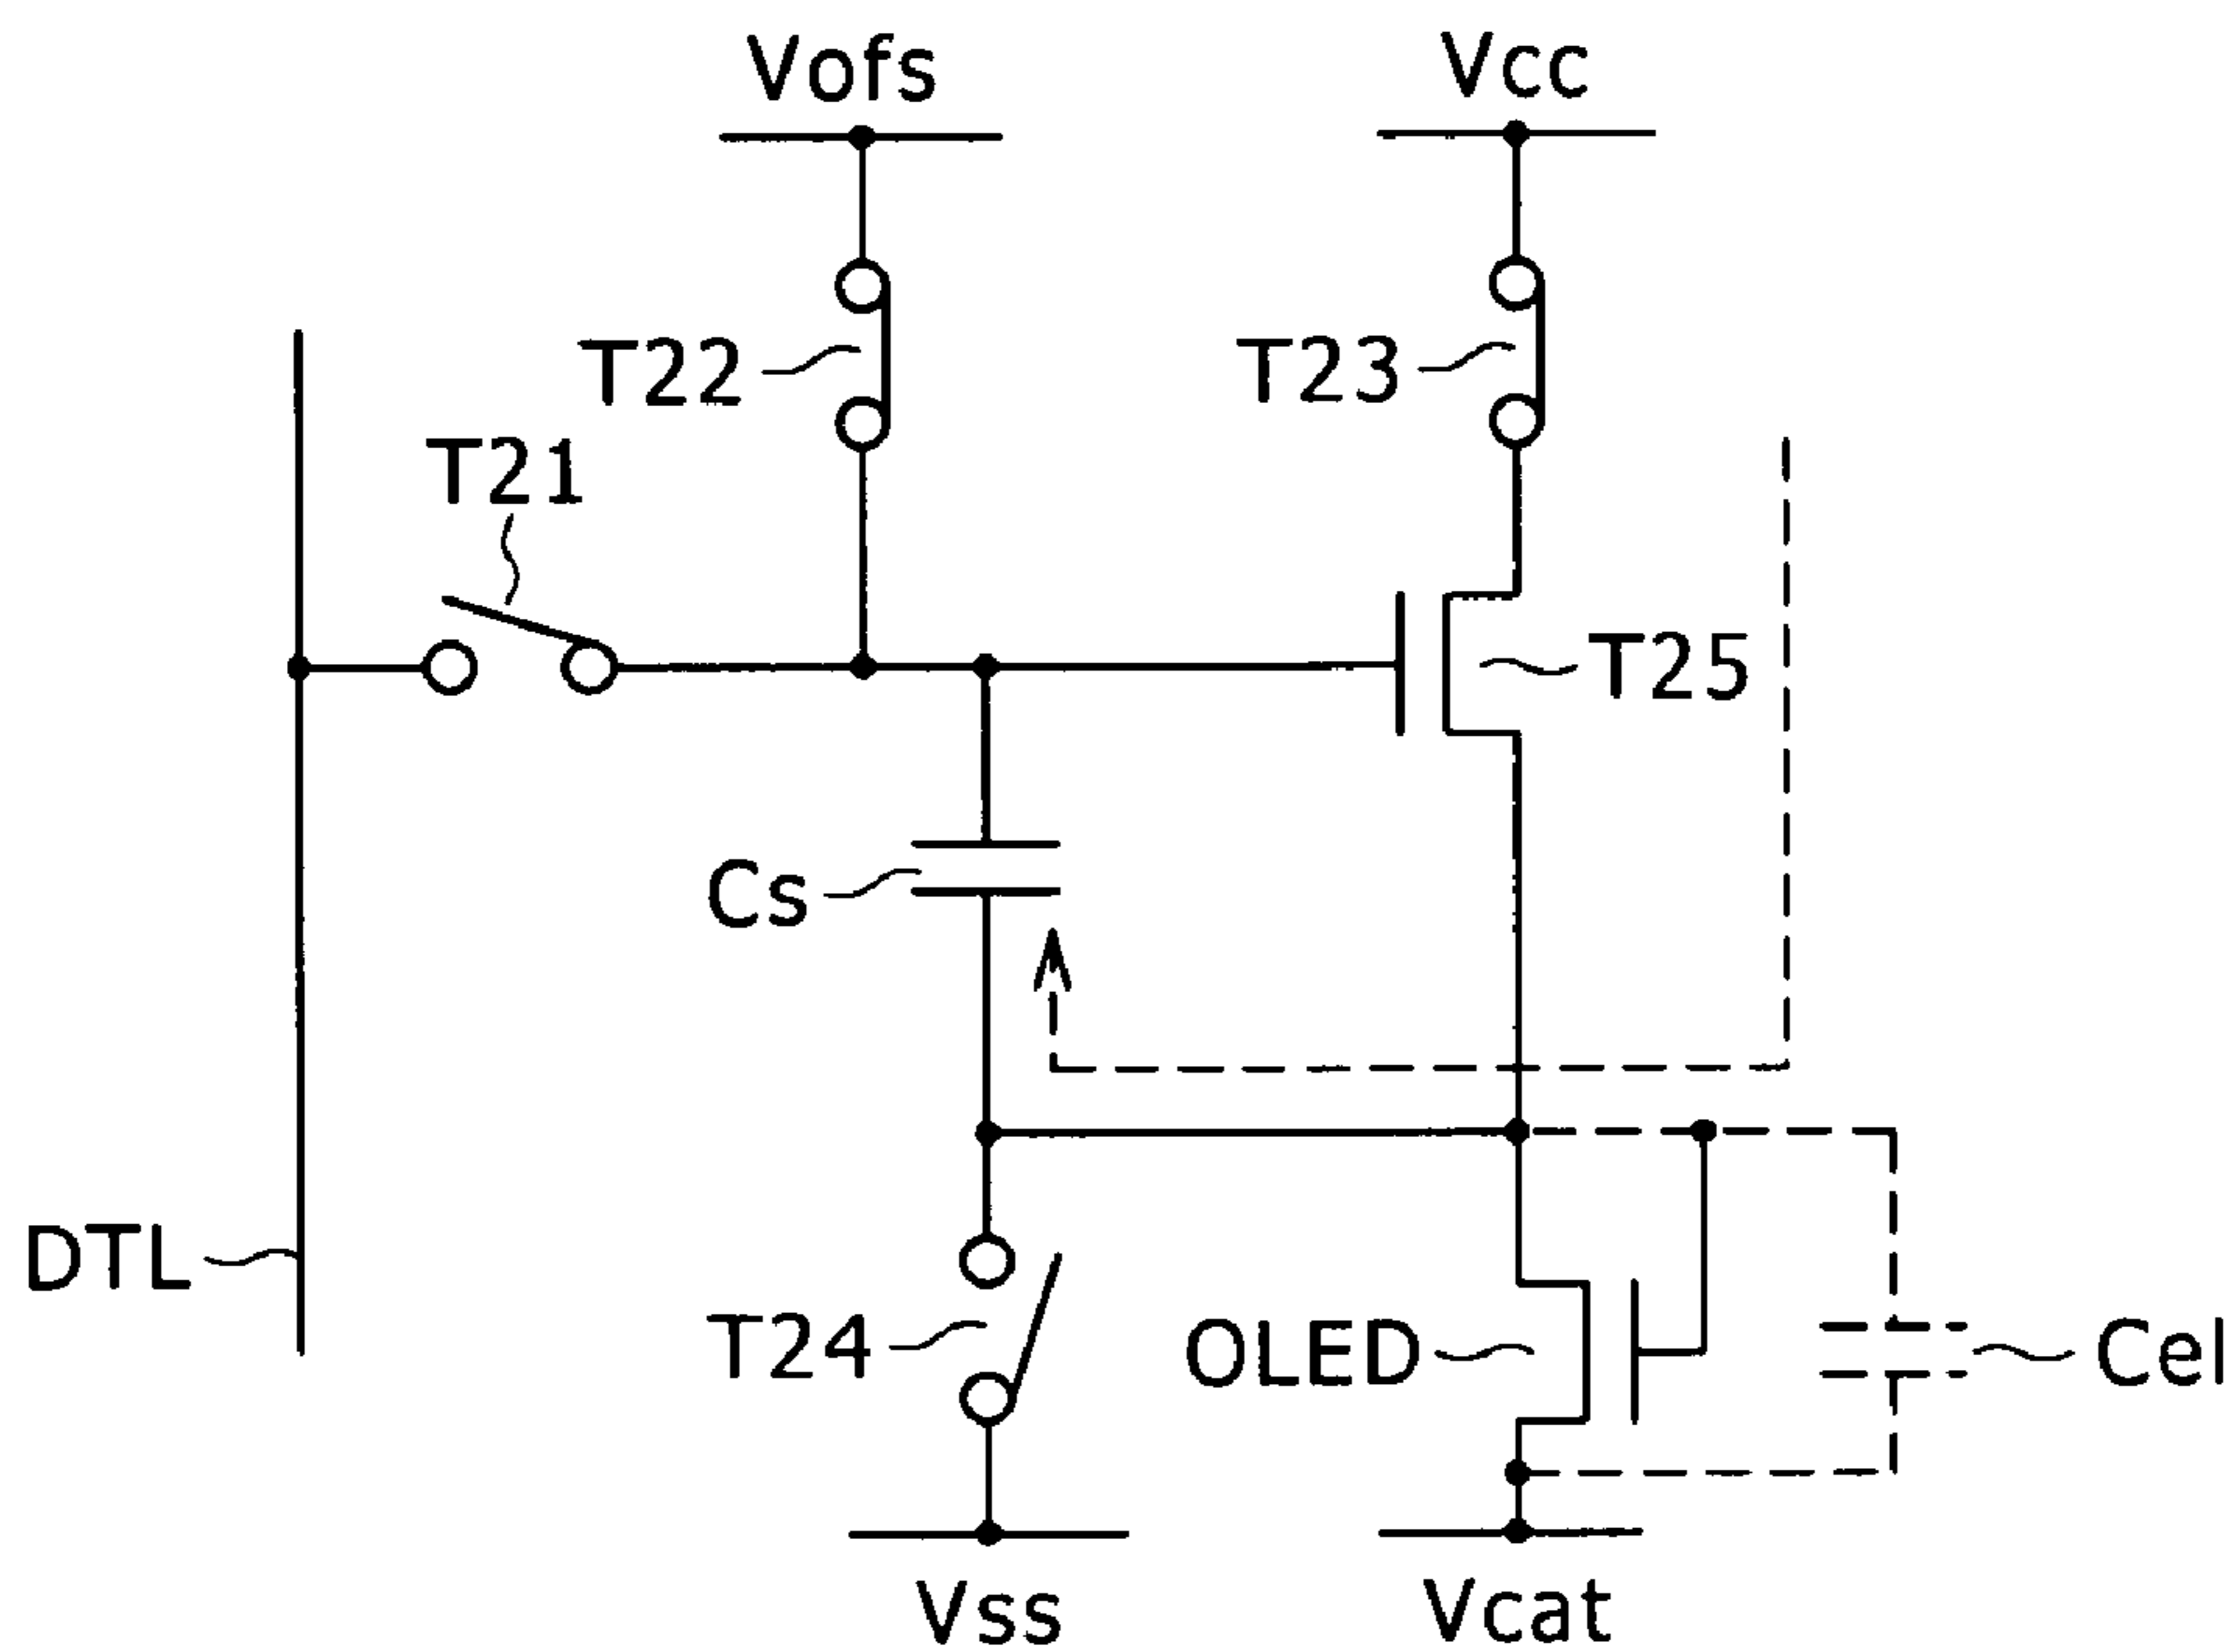 Vofs
Vcc
T22
T23
T21
T25
Cs
DTL
T24
OLED
Cel
Vss
Vcat